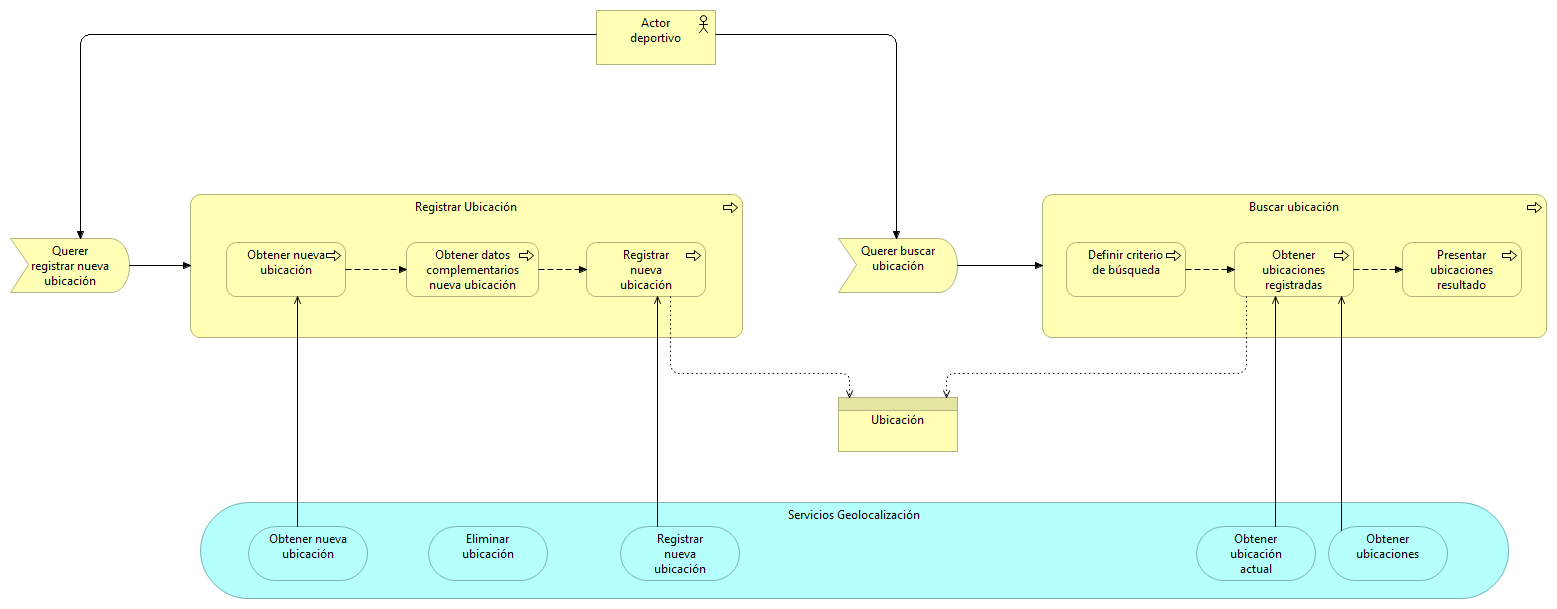 Actor
deportivo
Registrar Ubicación
Buscar ubicación
Querer
registrar nueva
ubicación
Obtener nueva
ubicación
Obtener datos
complementarios
nueva ubicación
Registrar
nueva
ubicación
Querer buscar
ubicación
Definir criterio
de búsqueda
Obtener
ubicaciones
registradas
Presentar
ubicaciones
resultado
Ubicación
Servicios Geolocalización
Obtener nueva
ubicación
Eliminar
ubicación
Registrar
nueva
ubicación
Obtener
ubicación
actual
Obtener
ubicaciones